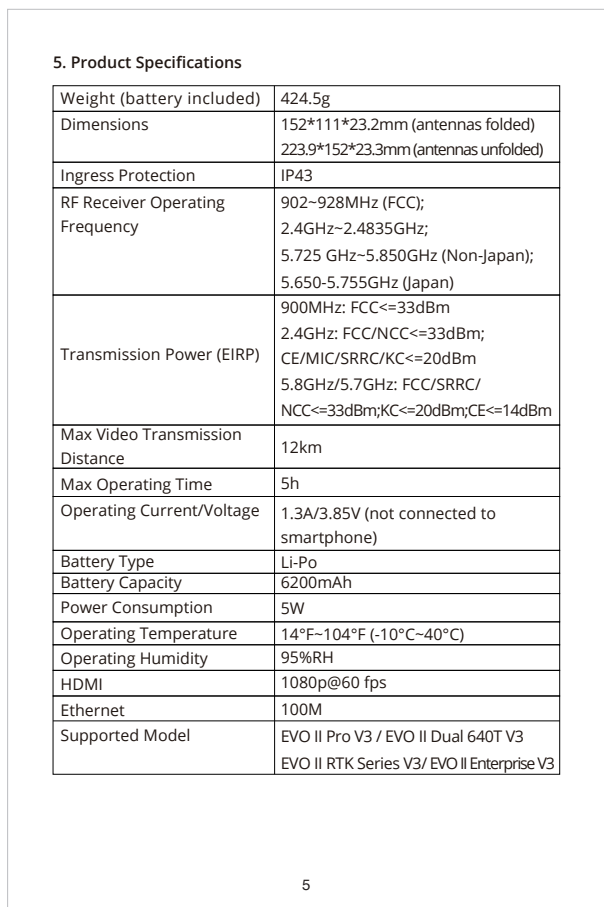 5. Product Specifications
Weight (battery included) 424.5g
Dimensions 152*111*23.2mm (antennas folded)
223.9*152*23.3mm (antennas unfolded)
Ingress Protection IP43
RF Receiver Operating 902~928MHz (FCC);
Frequency 2.4GHz~2.4835GHz;
5.725 GHz~5.850GHz (Non-Japan);
5.650-5.755GHz (Japan)
Transmission Power (EIRP) 900MHz: FCC<=33dBm
2.4GHz: FCC/NCC<=33dBm;
CE/MIC/SRRC/KC<=20dBm
5.8GHz/5.7GHz: FCC/SRRC/
NCC<=33dBm;KC<=20dBm;CE<=14dBm
Max Video Transmission
Distance 12km
Max Operating Time 5h
Operating Current/Voltage 1.3A/3.85V (not connected to
smartphone)
Battery Type Li-Po
Battery Capacity 6200mAh
Power Consumption 5W
Operating Temperature 14°F~104°F (-10°C~40°C)
Operating Humidity 95%RH
HDMI 1080p@60 fps
Ethernet 100M
Supported Model EVO II Pro V3 / EVO II Dual 640T V3
EVO II RTK Series V3/ EVO II Enterprise V3
5